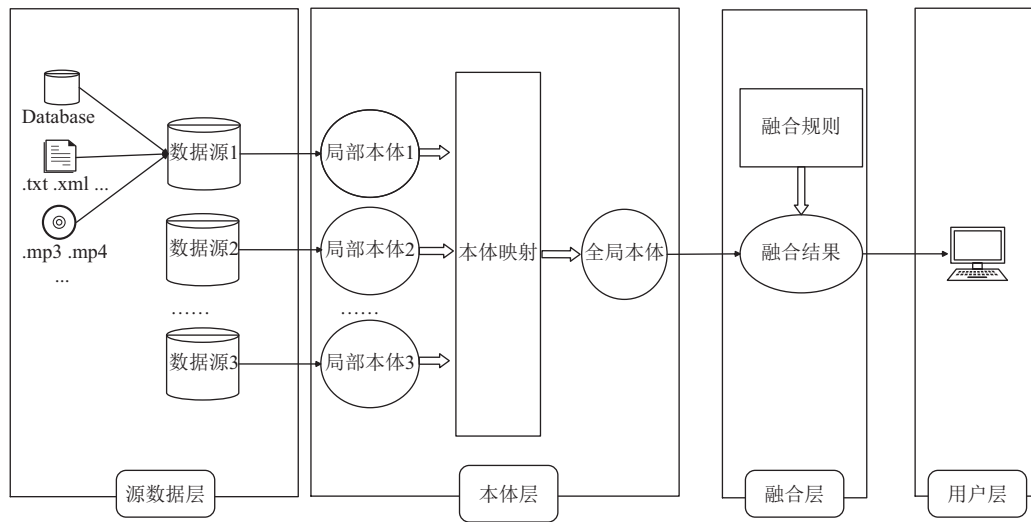 Database
.txt .xml ...
.mp3 .mp4
...
数据源1
数据源2
……
数据源3
源数据层
局部本体1
局部本体2
……
局部本体3
本体映射
全局本体
本体层
融合规则
融合结果
融合层
用户层